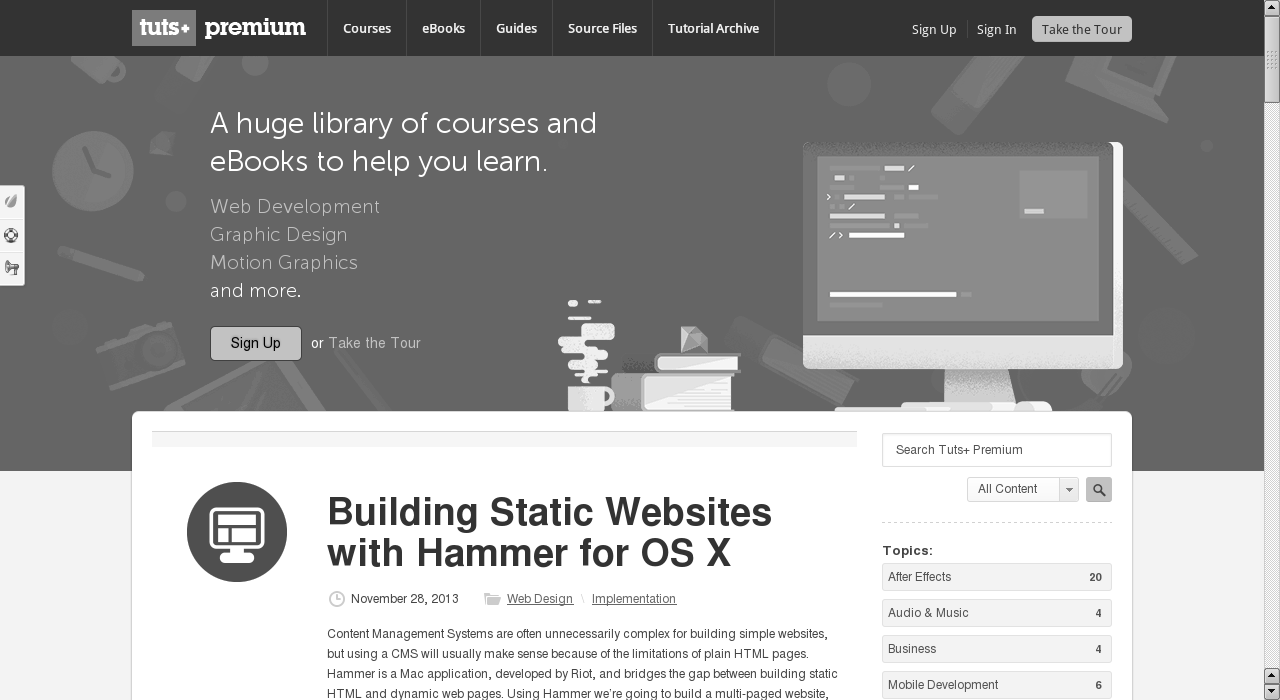 tuts+ premium
Courses
eBooks
Guides
Source Files
Tutorial Archive
Sign Up
Sign In
Take the Tour
A huge library of courses and
eBooks to help you learn.
Web Development
Graphic Design
Motion Graphics
and more.
Sign Up or Take the Tour
Search Tuts+ Premium
All Content
Building Static Websites
with Hammer for OS X
November 28, 2013 Web Design \ Implementation
Content Management Systems are often unnecessarily complex for building simple websites,
but using a CMS will usually make sense because of the limitations of plain HTML pages.
Hammer is a Mac application, developed by Riot, and bridges the gap between building static
HTML and dynamic web pages. Using Hammer we're going to build a multi-paged website,
Topics:
After Effects 20
Audio & Music 4
Business 4
Mobile Development 6